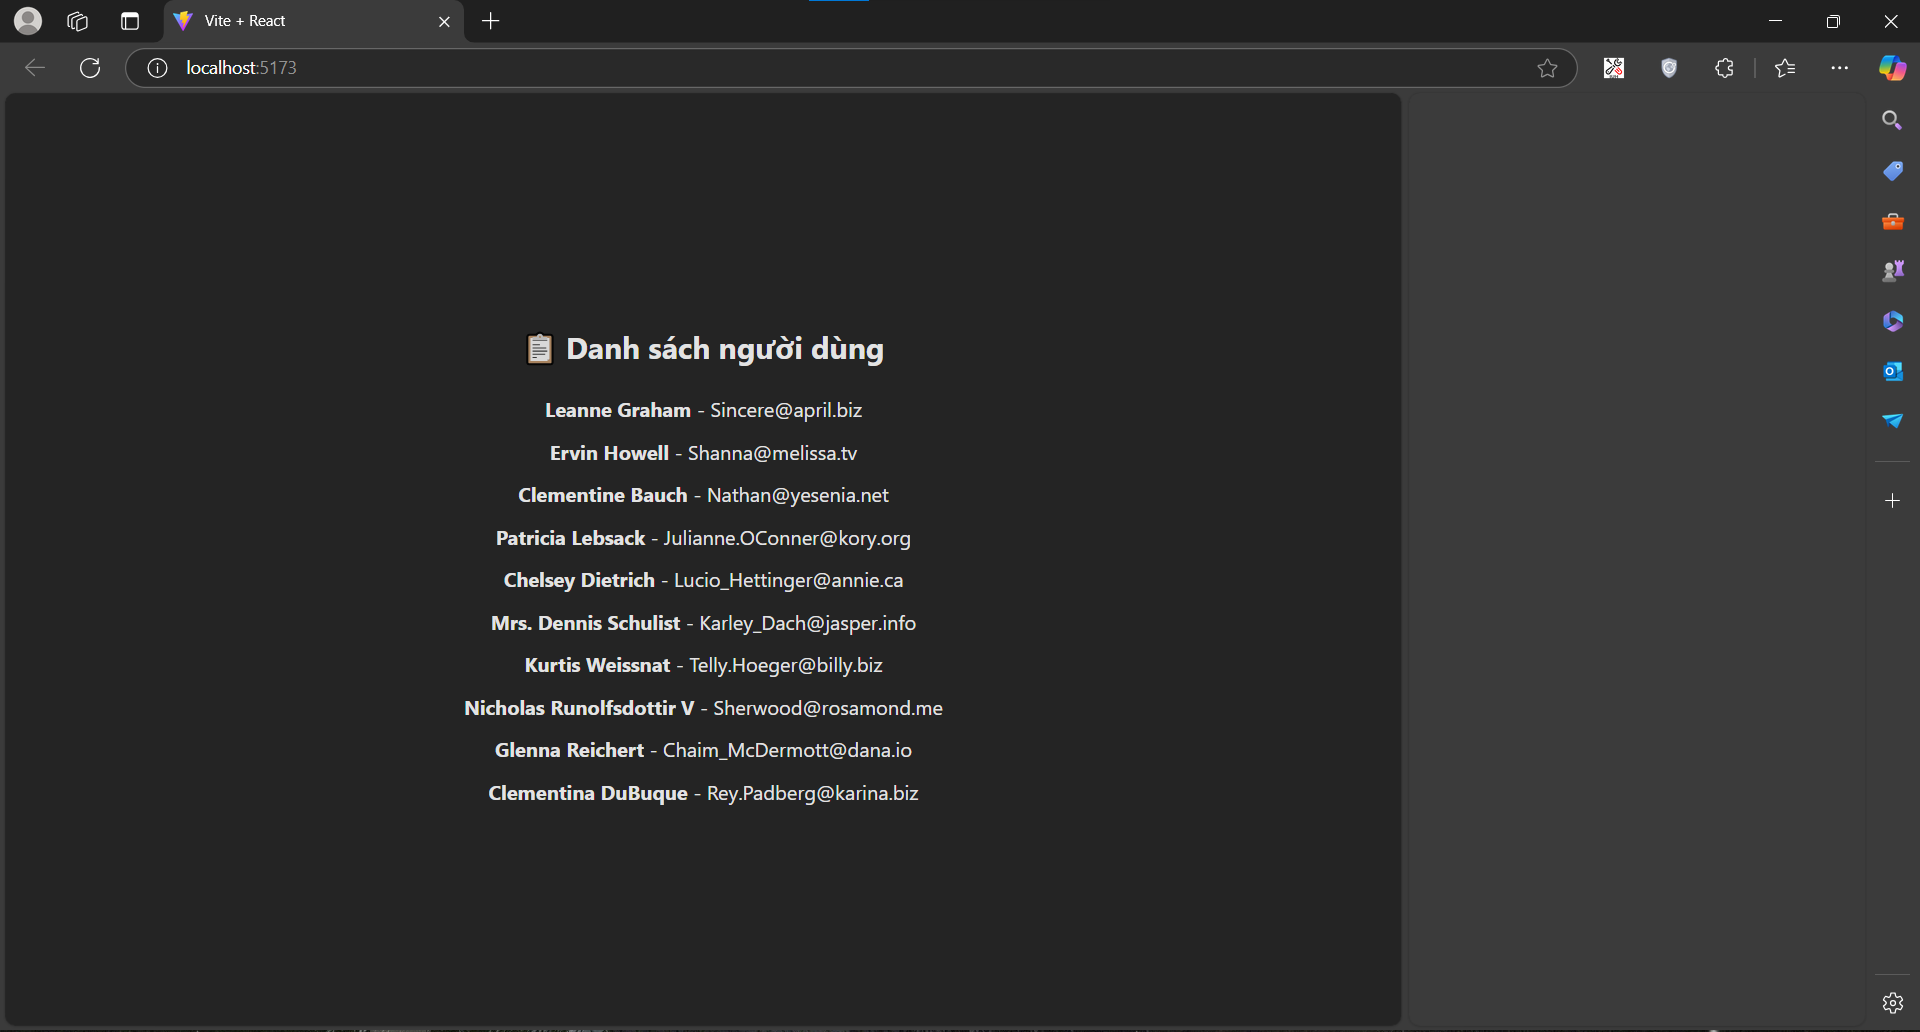 Vite + React
localhost:5173
📋 Danh sách người dùng
Leanne Graham - Sincere@april.biz
Ervin Howell - Shanna@melissa.tv
Clementine Bauch - Nathan@yesenia.net
Patricia Lebsack - Julianne.OConner@kory.org
Chelsey Dietrich - Lucio_Hettinger@annie.ca
Mrs. Dennis Schulist - Karley_Dach@jasper.info
Kurtis Weissnat - Telly.Hoeger@billy.biz
Nicholas Runolfsdottir V - Sherwood@rosamond.me
Glenna Reichert - Chaim_McDermott@dana.io
Clementina DuBuque - Rey.Padberg@karina.biz